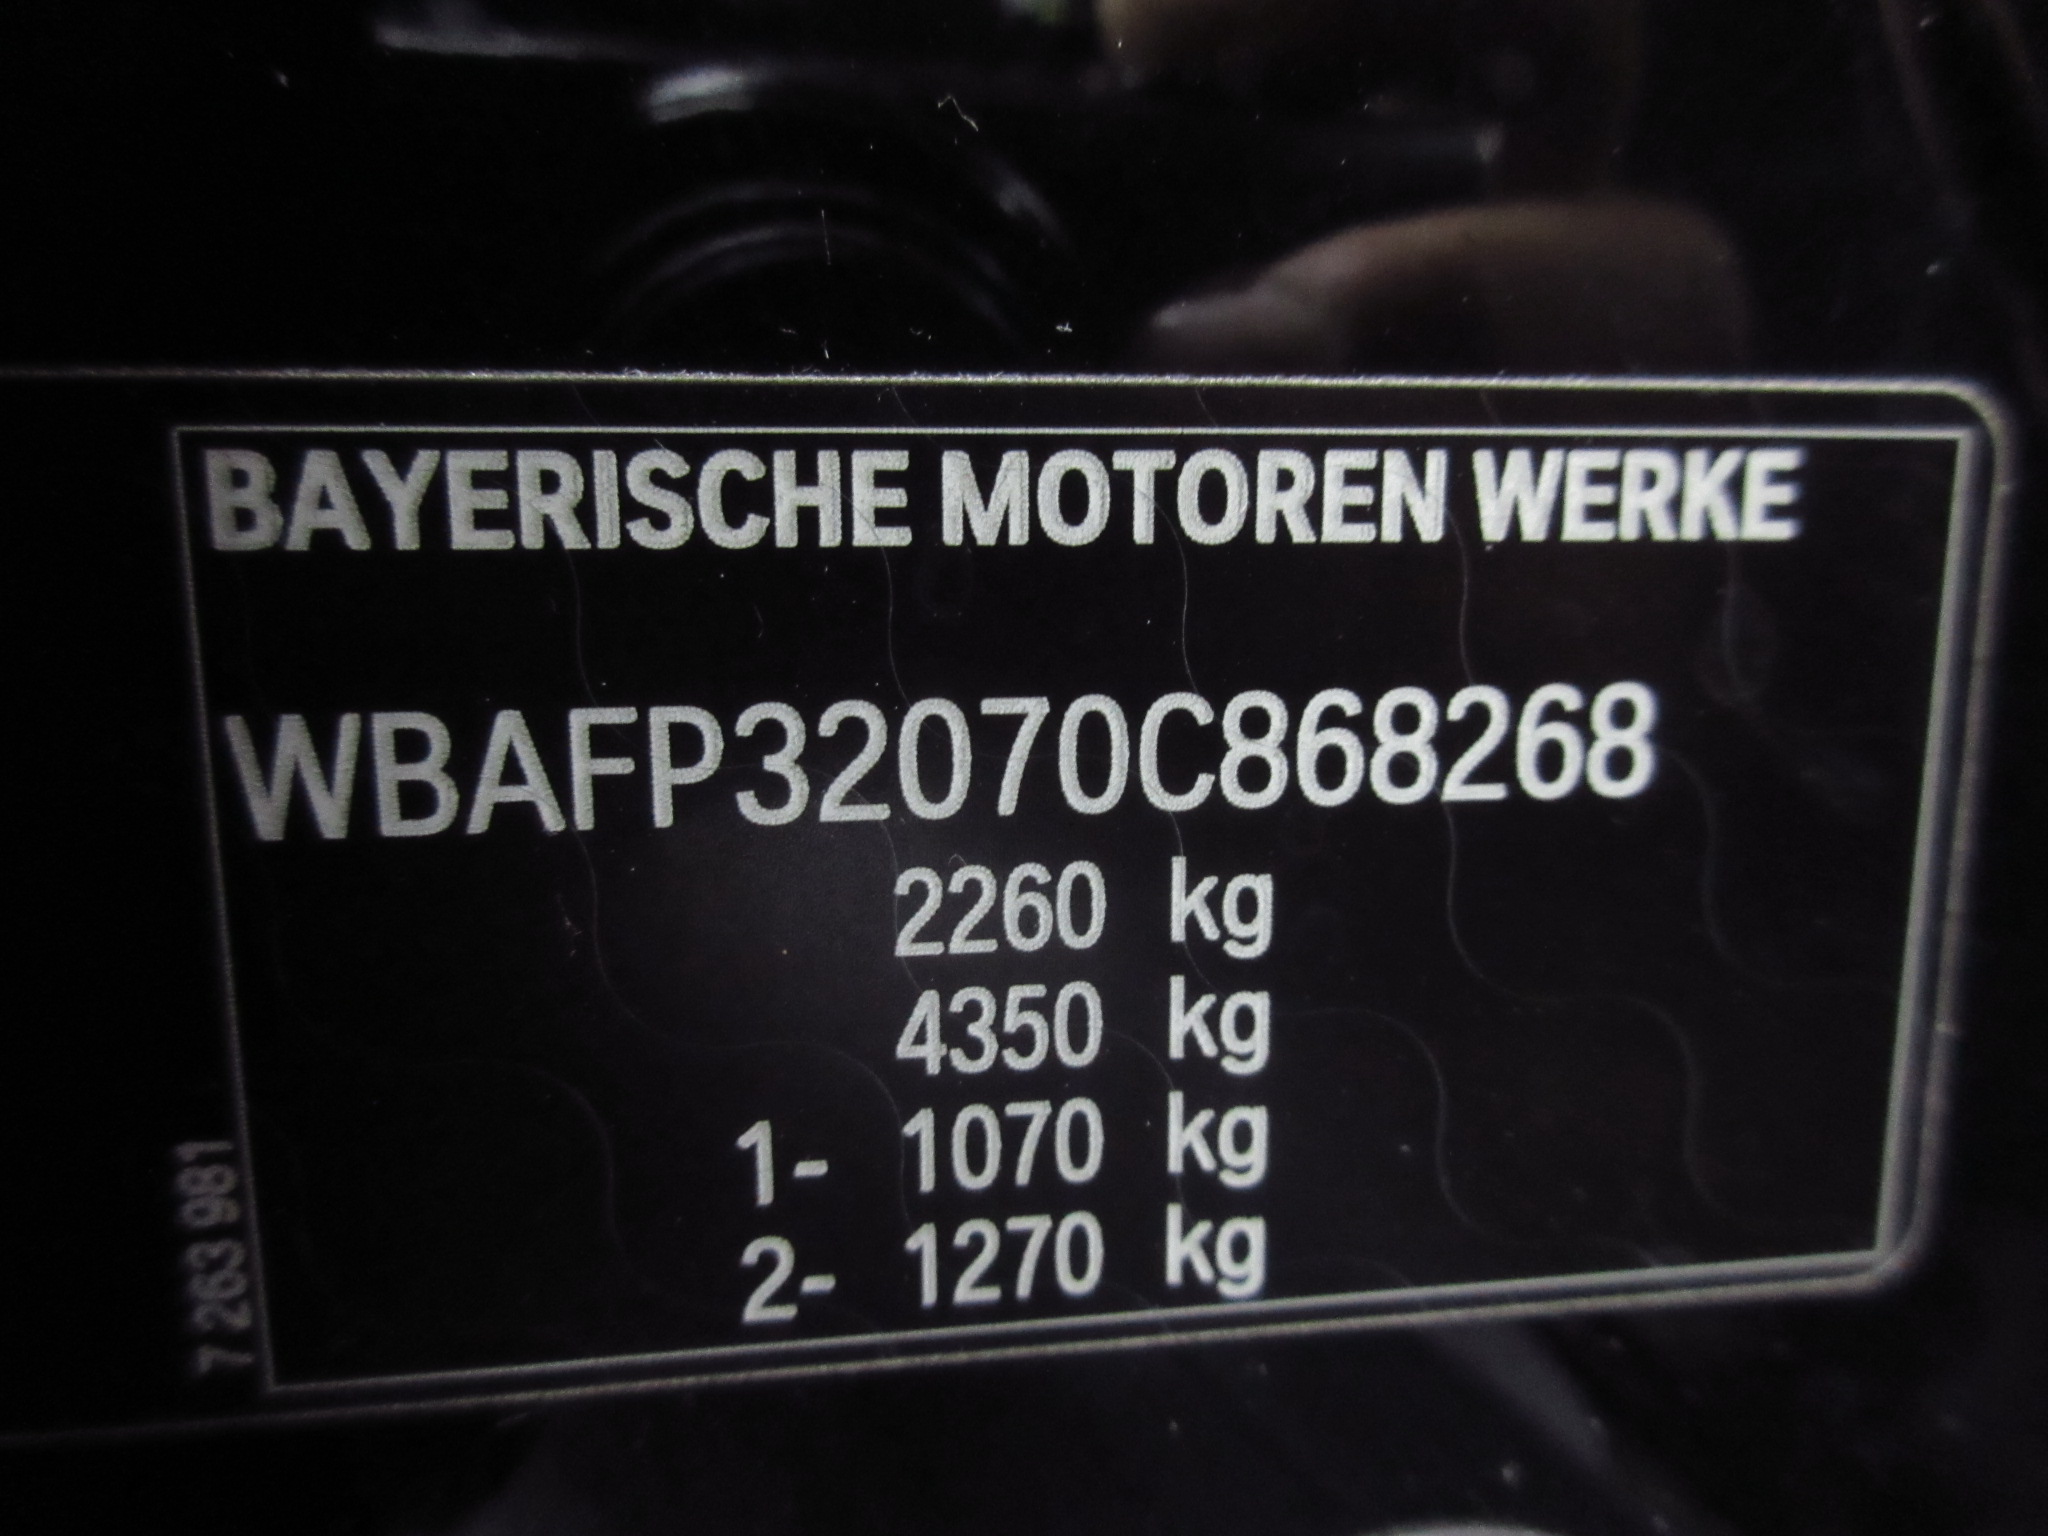 BAYERISCHE MOTOREN WERKE
WBAFP32070C868268
2260 kg
4350 kg
1- 1070 kg
2- 1270 kg
7 263 981